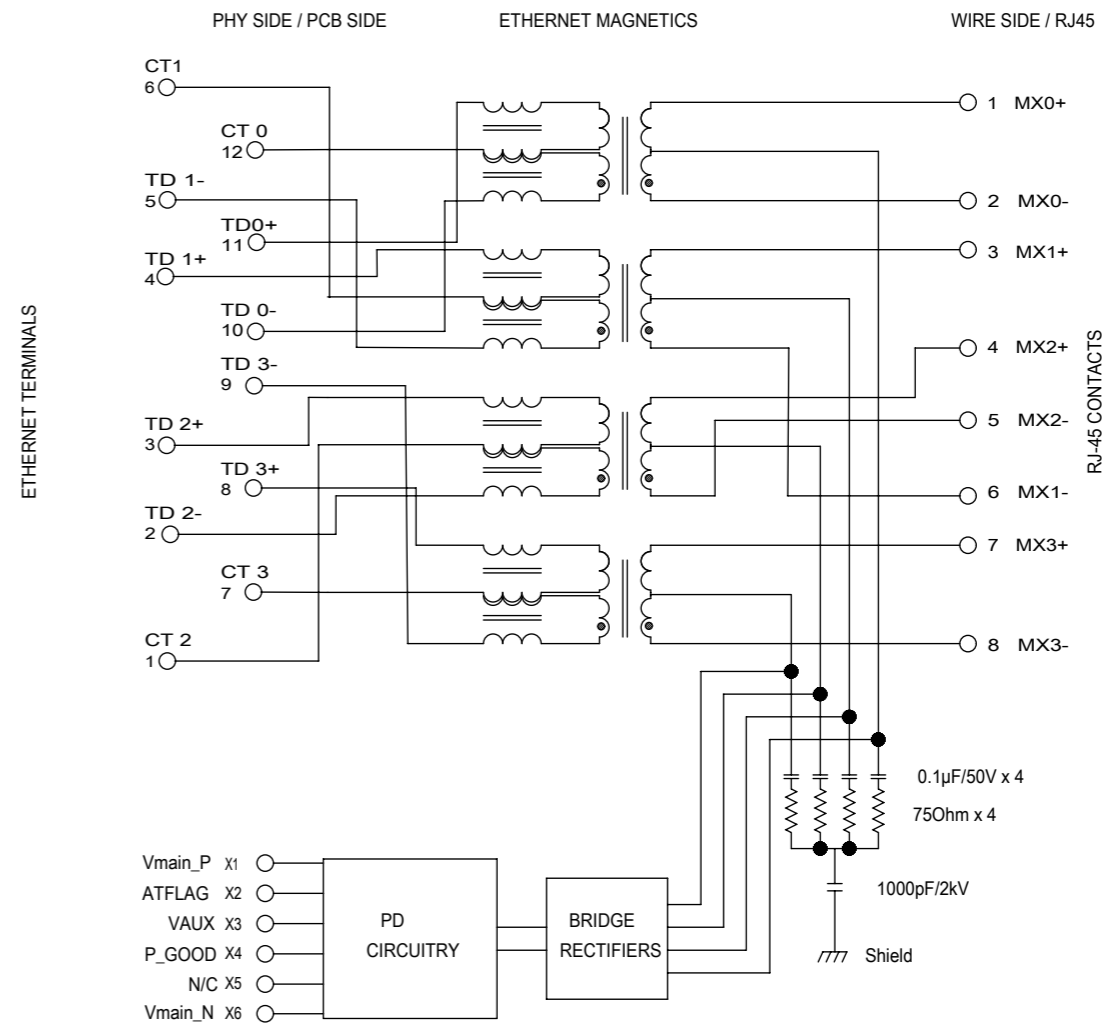 PHY SIDE / PCB SIDE
ETHERNET MAGNETICS
WIRE SIDE / RJ45
CT1
6
CT 0
12
TD 1-
5
TD0+
11
TD 1+
4
TD 0-
10
TD 3-
9
TD 2+
3
TD 3+
8
TD 2-
2
CT 3
7
CT 2
1
ETHERNET TERMINALS
1 MX0+
2 MX0-
3 MX1+
4 MX2+
5 MX2-
6 MX1-
7 MX3+
8 MX3-
RJ-45 CONTACTS
0.1µF/50V x 4
75Ohm x 4
1000pF/2kV
Shield
Vmain_P X1
ATFLAG X2
VAUX X3
P_GOOD X4
N/C X5
Vmain_N X6
PD
CIRCUITRY
BRIDGE
RECTIFIERS